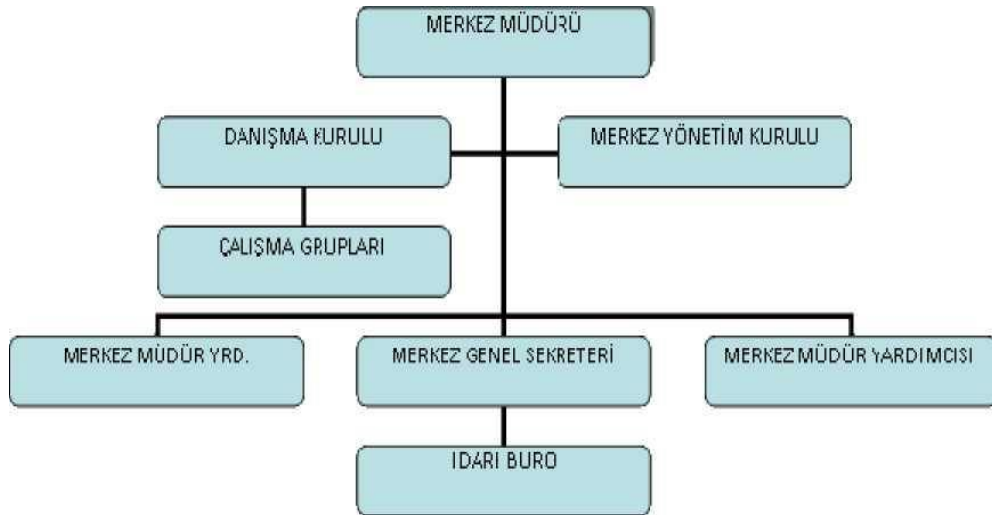 MERKEZ MÜDÜRÜ
DANIŞMA KURULU
MERKEZ YÖNETİM KURULU
ÇALIŞMA GRUPLARI
MERKEZ MÜDÜR YRD.
MERKEZ GENEL SEKRETERİ
MERKEZ MÜDÜR YARDIMCISI
IDARI BURO